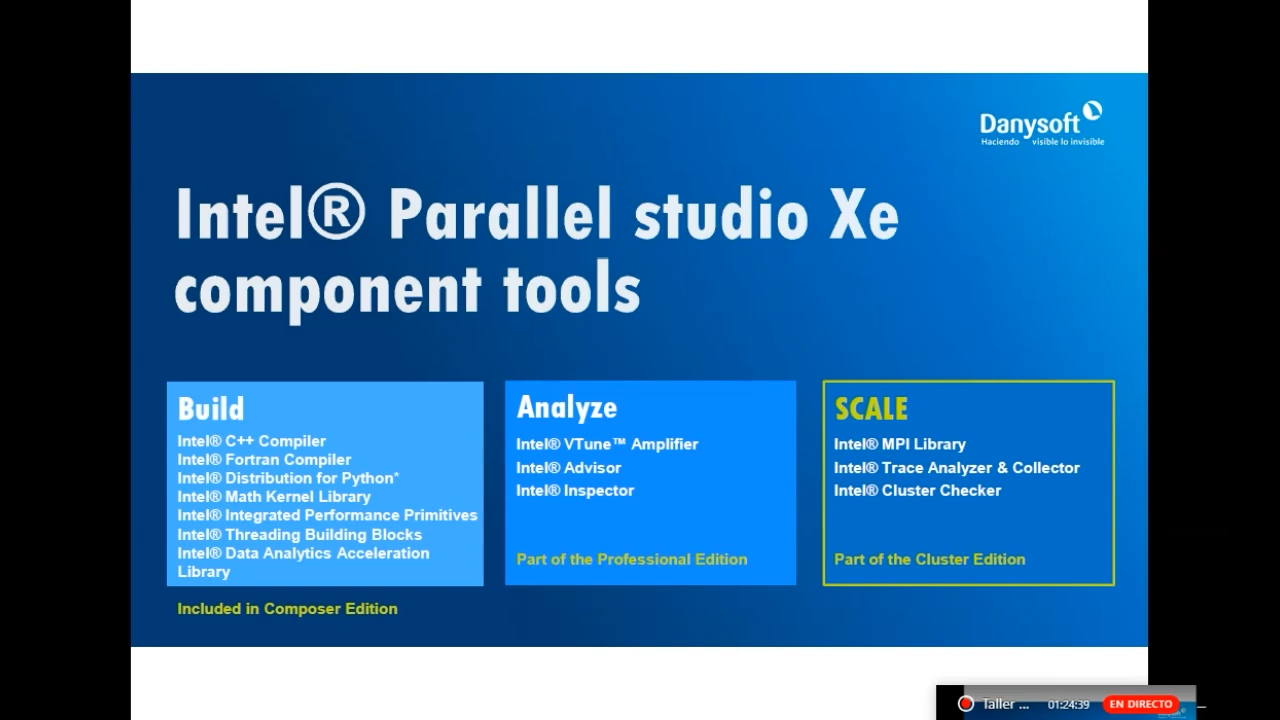 Danysoft
Haciendo visible lo invisible
Intel® Parallel studio Xe
component tools
Build
Intel® C++ Compiler
Intel® Fortran Compiler
Intel® Distribution for Python*
Intel® Math Kernel Library
Intel® Integrated Performance Primitives
Intel® Threading Building Blocks
Intel® Data Analytics Acceleration
Library
Included in Composer Edition
Analyze
Intel® VTune™ Amplifier
Intel® Advisor
Intel® Inspector
Part of the Professional Edition
SCALE
Intel® MPI Library
Intel® Trace Analyzer & Collector
Intel® Cluster Checker
Part of the Cluster Edition
Taller ... 01:24:39 EN DIRECTO